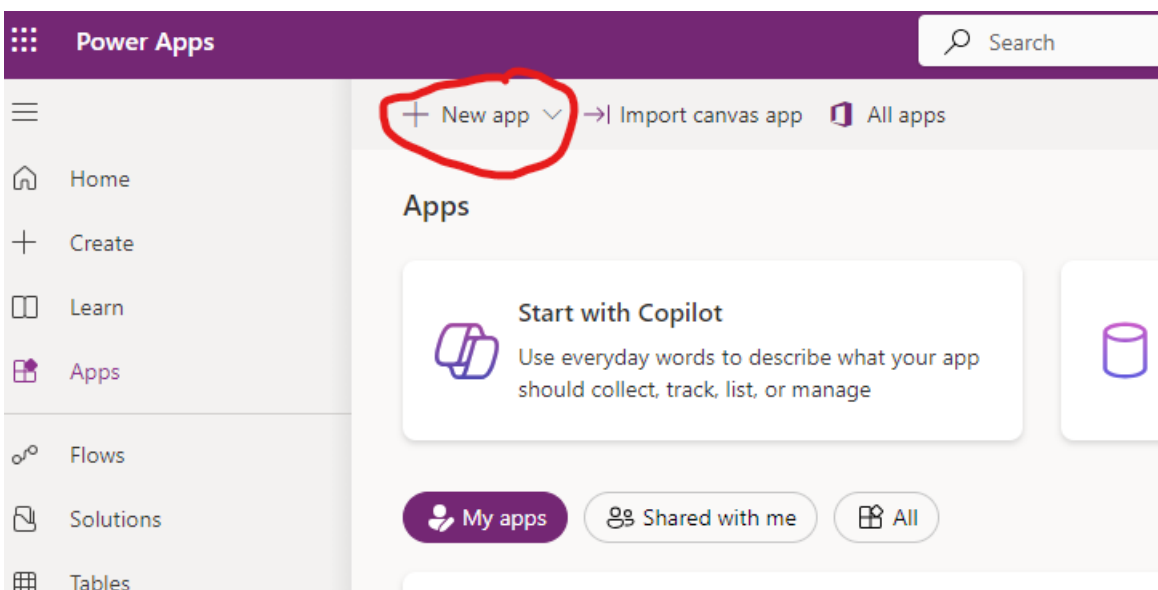 Power Apps
Search
New app
Import canvas app
All apps
Home
Create
Learn
Apps
Flows
Solutions
Tables
Apps
Start with Copilot
Use everyday words to describe what your app
should collect, track, list, or manage
My apps
Shared with me
All